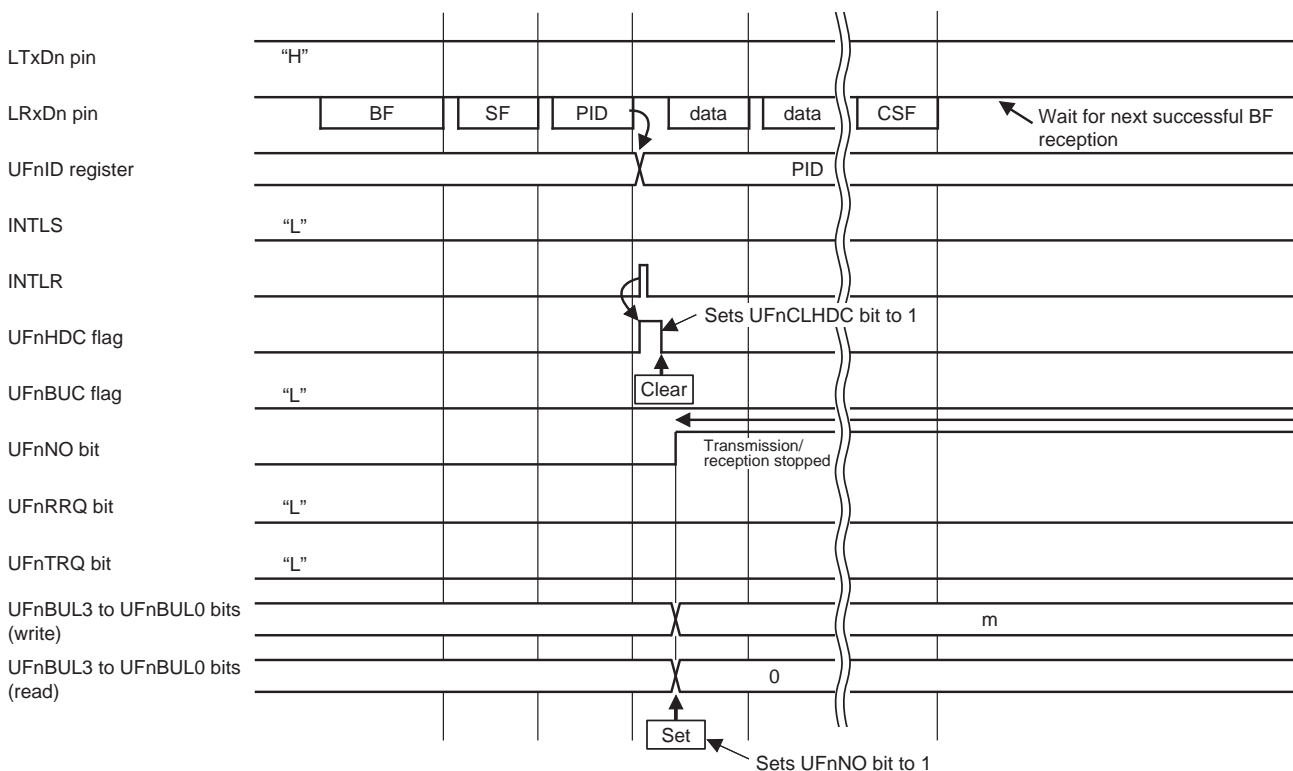 LTxDn pin “H”
LRxDn pin BF SF PID data data CSF Wait for next successful BF
reception
UFnID register PID
INTLS “L”
INTLR
Sets UFnCLHDC bit to 1
UFnHDC flag
UFnBUC flag “L” Clear
UFnNO bit Transmission/
reception stopped
UFnRRQ bit “L”
UFnTRQ bit “L”
UFnBUL3 to UFnBUL0 bits
(write) m
UFnBUL3 to UFnBUL0 bits
(read) 0
Set
Sets UFnNO bit to 1